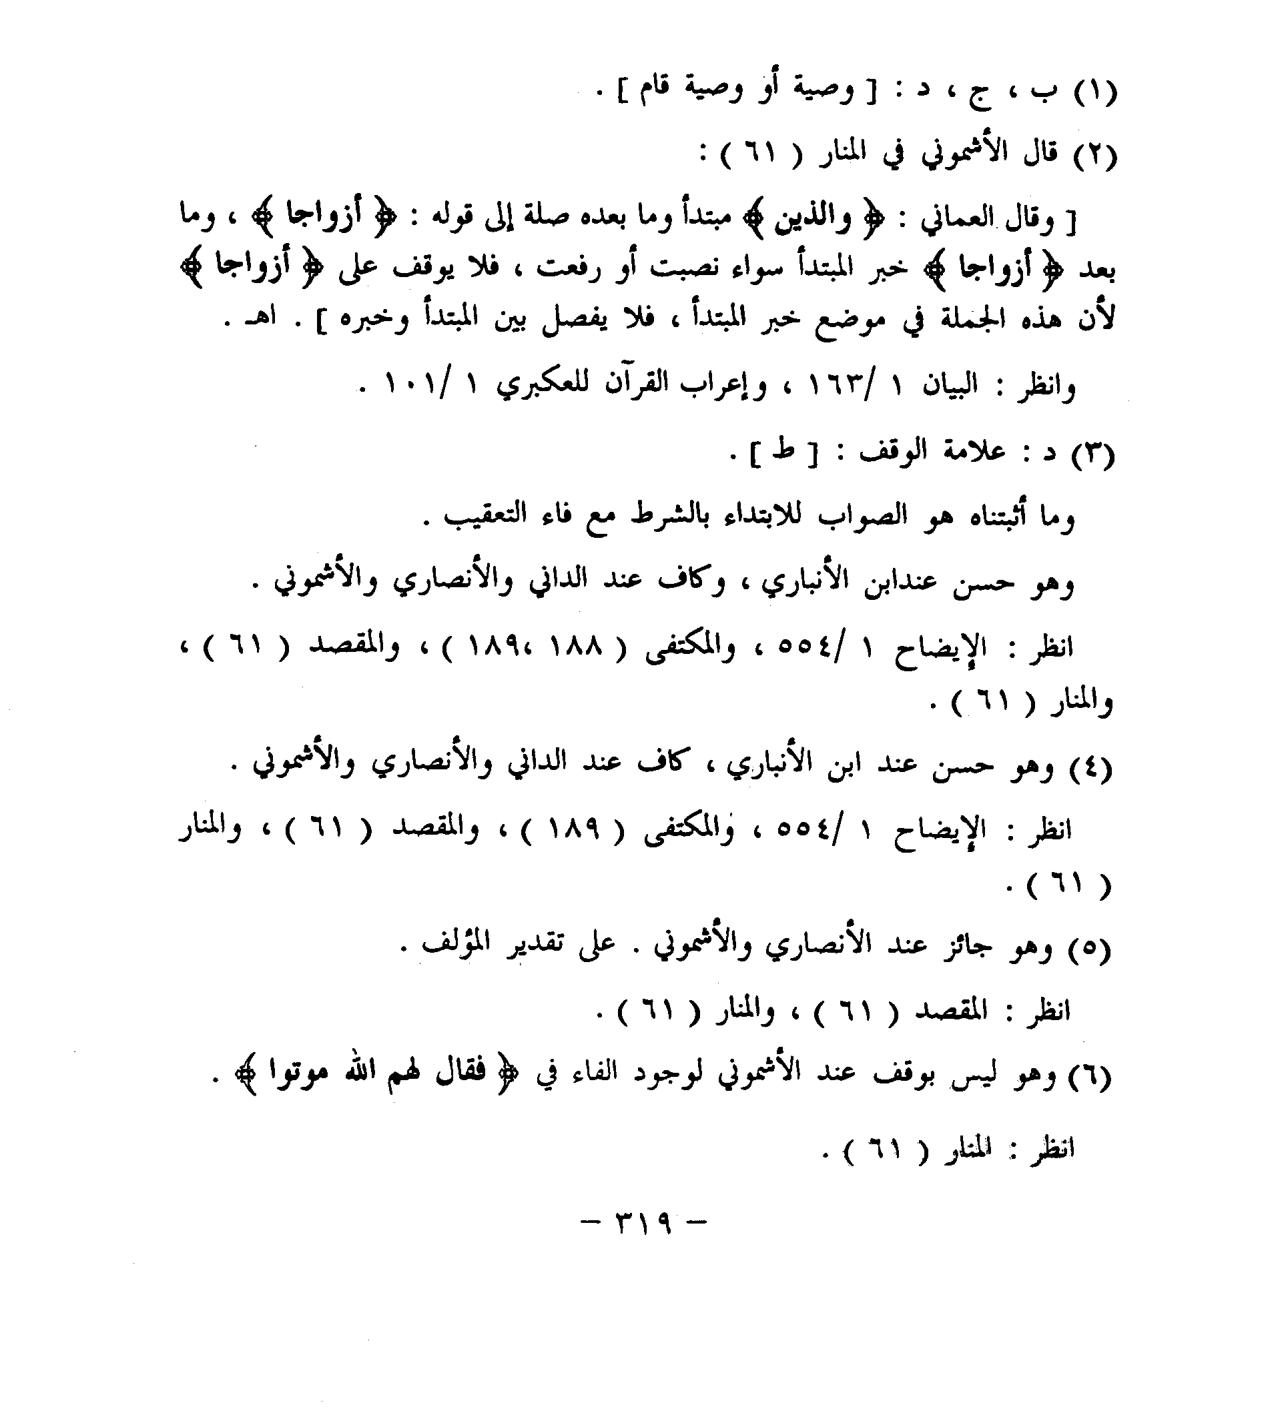 (١) ب ، ج ، د : [ وصية أو وصية قام ] .
(٢) قال الأشموني في المنار ( ٦١ ) :
[ وقال العماني : ﴿ والذين ﴾ مبتدأ وما بعده صلة إلى قوله : ﴿ أزواجا ﴾ ، وما
بعد ﴿ أزواجا ﴾ خبر المبتدأ سواء نصبت أو رفعت ، فلا يوقف على ﴿ أزواجا ﴾
لأن هذه الجملة في موضع خبر المبتدأ ، فلا يفصل بين المبتدأ وخبره ] . اهـ .
وانظر : البيان ١ /١٦٣ ، وإعراب القرآن للعكبري ١ /١٠١ .
(٣) د : علامة الوقف : [ ط ] .
وما أثبتناه هو الصواب للابتداء بالشرط مع فاء التعقيب .
وهو حسن عندابن الأنباري ، وكاف عند الداني والأنصاري والأشموني .
انظر : الإيضاح ١ /٥٥٤ ، والمكتفى ( ١٨٨ ،١٨٩ ) ، والمقصد ( ٦١ ) ،
والمنار ( ٦١ ) .
(٤) وهو حسن عند ابن الأنباري ، كاف عند الداني والأنصاري والأشموني .
انظر : الإيضاح ١ /٥٥٤ ، والمكتفى ( ١٨٩ ) ، والمقصد ( ٦١ ) ، والمنار
( ٦١ ) .
(٥) وهو جائز عند الأنصاري والأشموني . على تقدير المؤلف .
انظر : المقصد ( ٦١ ) ، والمنار ( ٦١ ) .
(٦) وهو ليس بوقف عند الأشموني لوجود الفاء في ﴿ فقال لهم الله موتوا ﴾ .
انظر : المنار ( ٦١ ) .
– ٣١٩ –